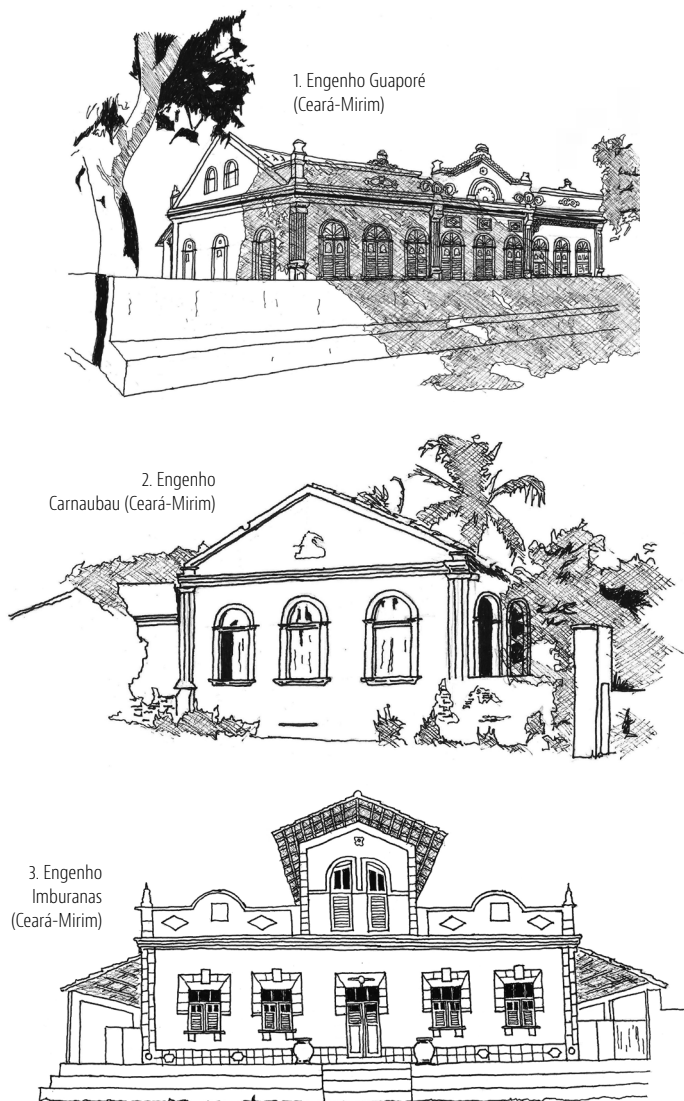 1. Engenho Guaporé
(Ceará-Mirim)
2. Engenho
Carnaubau (Ceará-Mirim)
3. Engenho
Imburanas
(Ceará-Mirim)